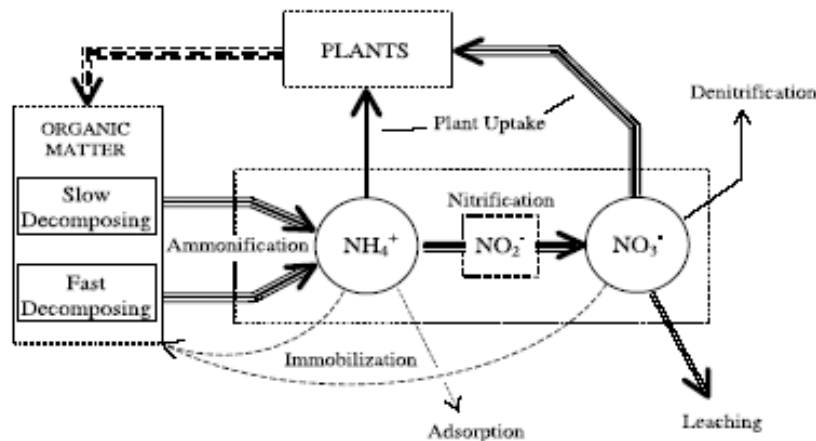 PLANTS
Denitrification
Plant Uptake
ORGANIC
MATTER
Slow
Decomposing
Nitrification
Ammonification
NH₄⁺
NO₂⁻
NO₃•
Fast
Decomposing
Immobilization
Adsorption
Leaching